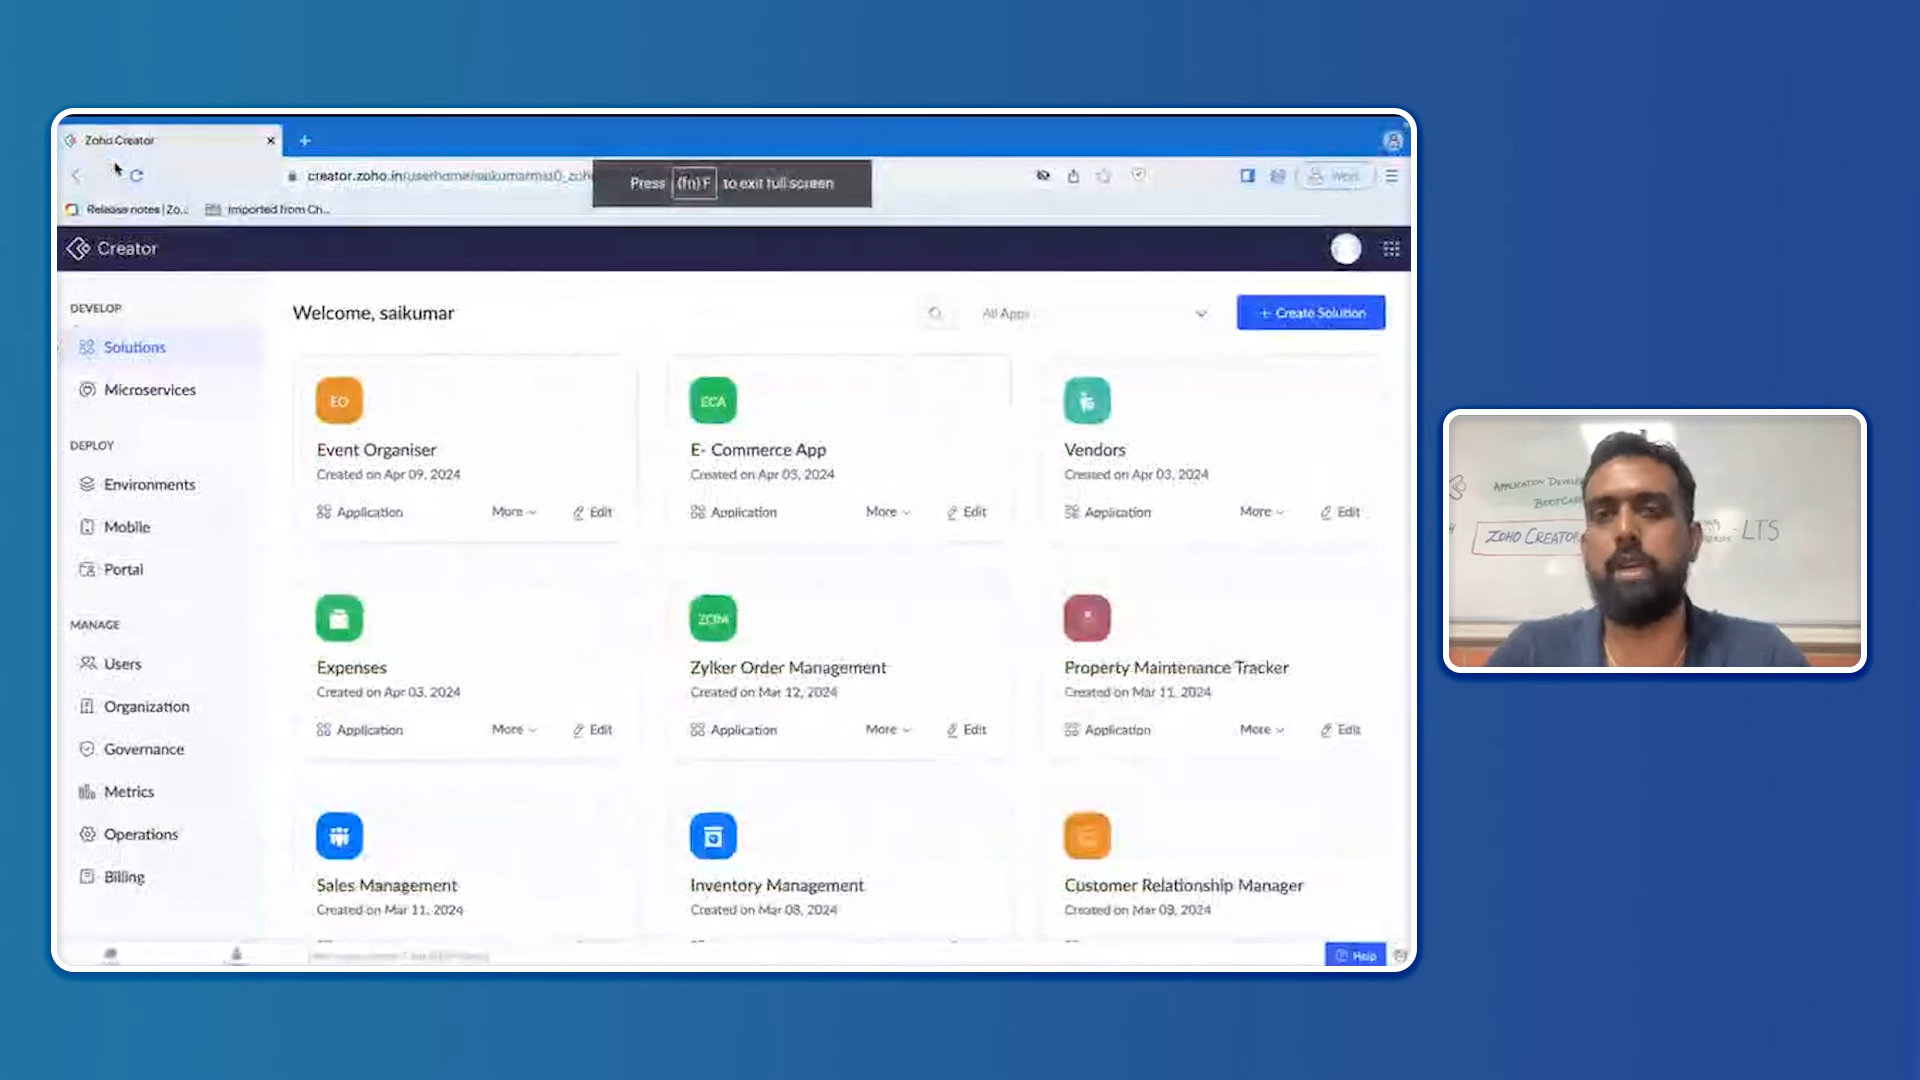 Zoho Creator
creator.zoho.in/userhome/saikumarmat0_zoho
Press (fn) F to exit full screen
Work
Release notes | Zo...
Imported from Ch...
Creator
DEVELOP
Solutions
Microservices
DEPLOY
Environments
Mobile
Portal
MANAGE
Users
Organization
Governance
Metrics
Operations
Billing
Welcome, saikumar
All Apps
+ Create Solution
EO
Event Organiser
Created on Apr 09, 2024
Application More Edit
ECA
E- Commerce App
Created on Apr 03, 2024
Application More Edit
Vendors
Created on Apr 03, 2024
Application More Edit
Expenses
Created on Apr 03, 2024
Application More Edit
ZOM
Zylker Order Management
Created on Mar 12, 2024
Application More Edit
Property Maintenance Tracker
Created on Mar 11, 2024
Application More Edit
Sales Management
Created on Mar 11, 2024
Inventory Management
Created on Mar 08, 2024
Customer Relationship Manager
Created on Mar 08, 2024
Help
APPLICATION DEVEL
BOOTCA
ZOHO CREATOR
LTS